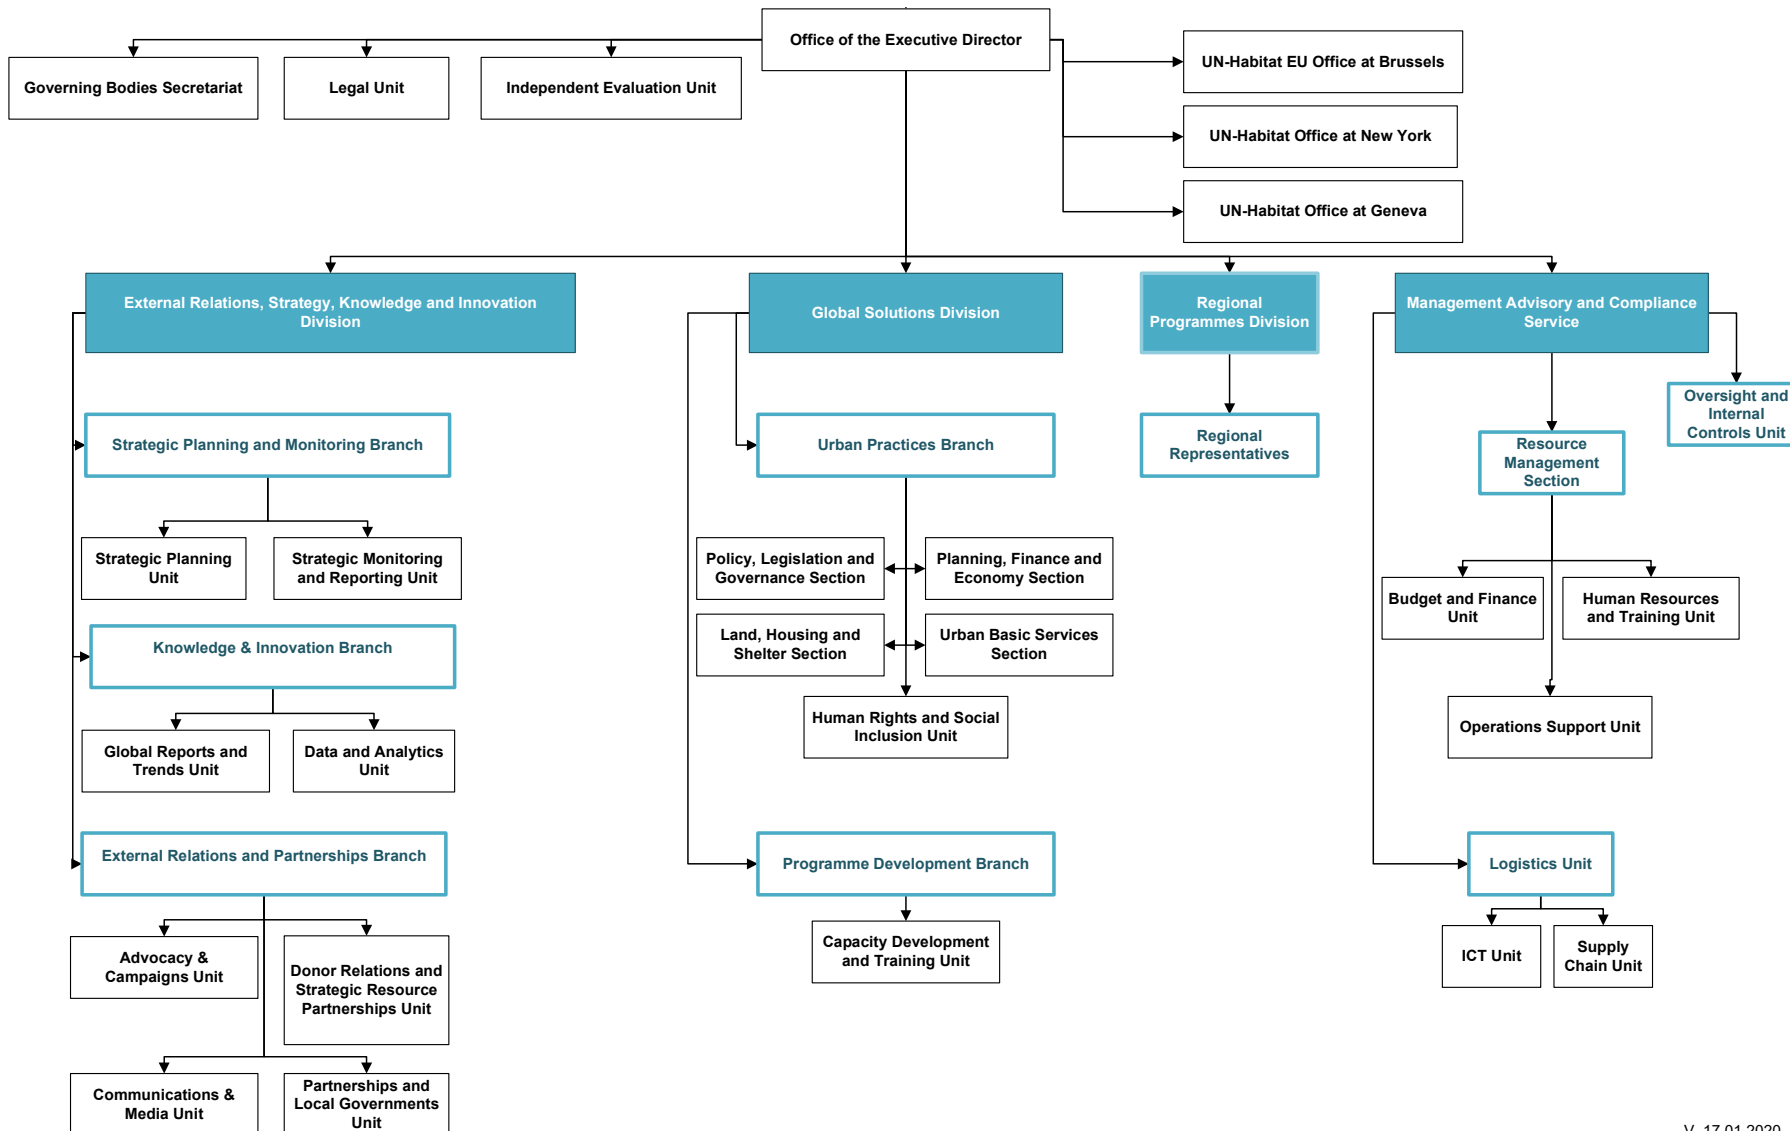 Office of the Executive Director
Governing Bodies Secretariat
Legal Unit
Independent Evaluation Unit
UN-Habitat EU Office at Brussels
UN-Habitat Office at New York
UN-Habitat Office at Geneva
External Relations, Strategy, Knowledge and Innovation
Division
Global Solutions Division
Regional
Programmes Division
Management Advisory and Compliance
Service
Strategic Planning and Monitoring Branch
Urban Practices Branch
Regional
Representatives
Resource
Management
Section
Oversight and
Internal
Controls Unit
Strategic Planning
Unit
Strategic Monitoring
and Reporting Unit
Policy, Legislation and
Governance Section
Planning, Finance and
Economy Section
Budget and Finance
Unit
Human Resources
and Training Unit
Knowledge & Innovation Branch
Land, Housing and
Shelter Section
Urban Basic Services
Section
Global Reports and
Trends Unit
Data and Analytics
Unit
Human Rights and Social
Inclusion Unit
Operations Support Unit
External Relations and Partnerships Branch
Programme Development Branch
Logistics Unit
Advocacy &
Campaigns Unit
Donor Relations and
Strategic Resource
Partnerships Unit
Capacity Development
and Training Unit
ICT Unit
Supply
Chain Unit
Communications &
Media Unit
Partnerships and
Local Governments
Unit
V. 17.01.2020